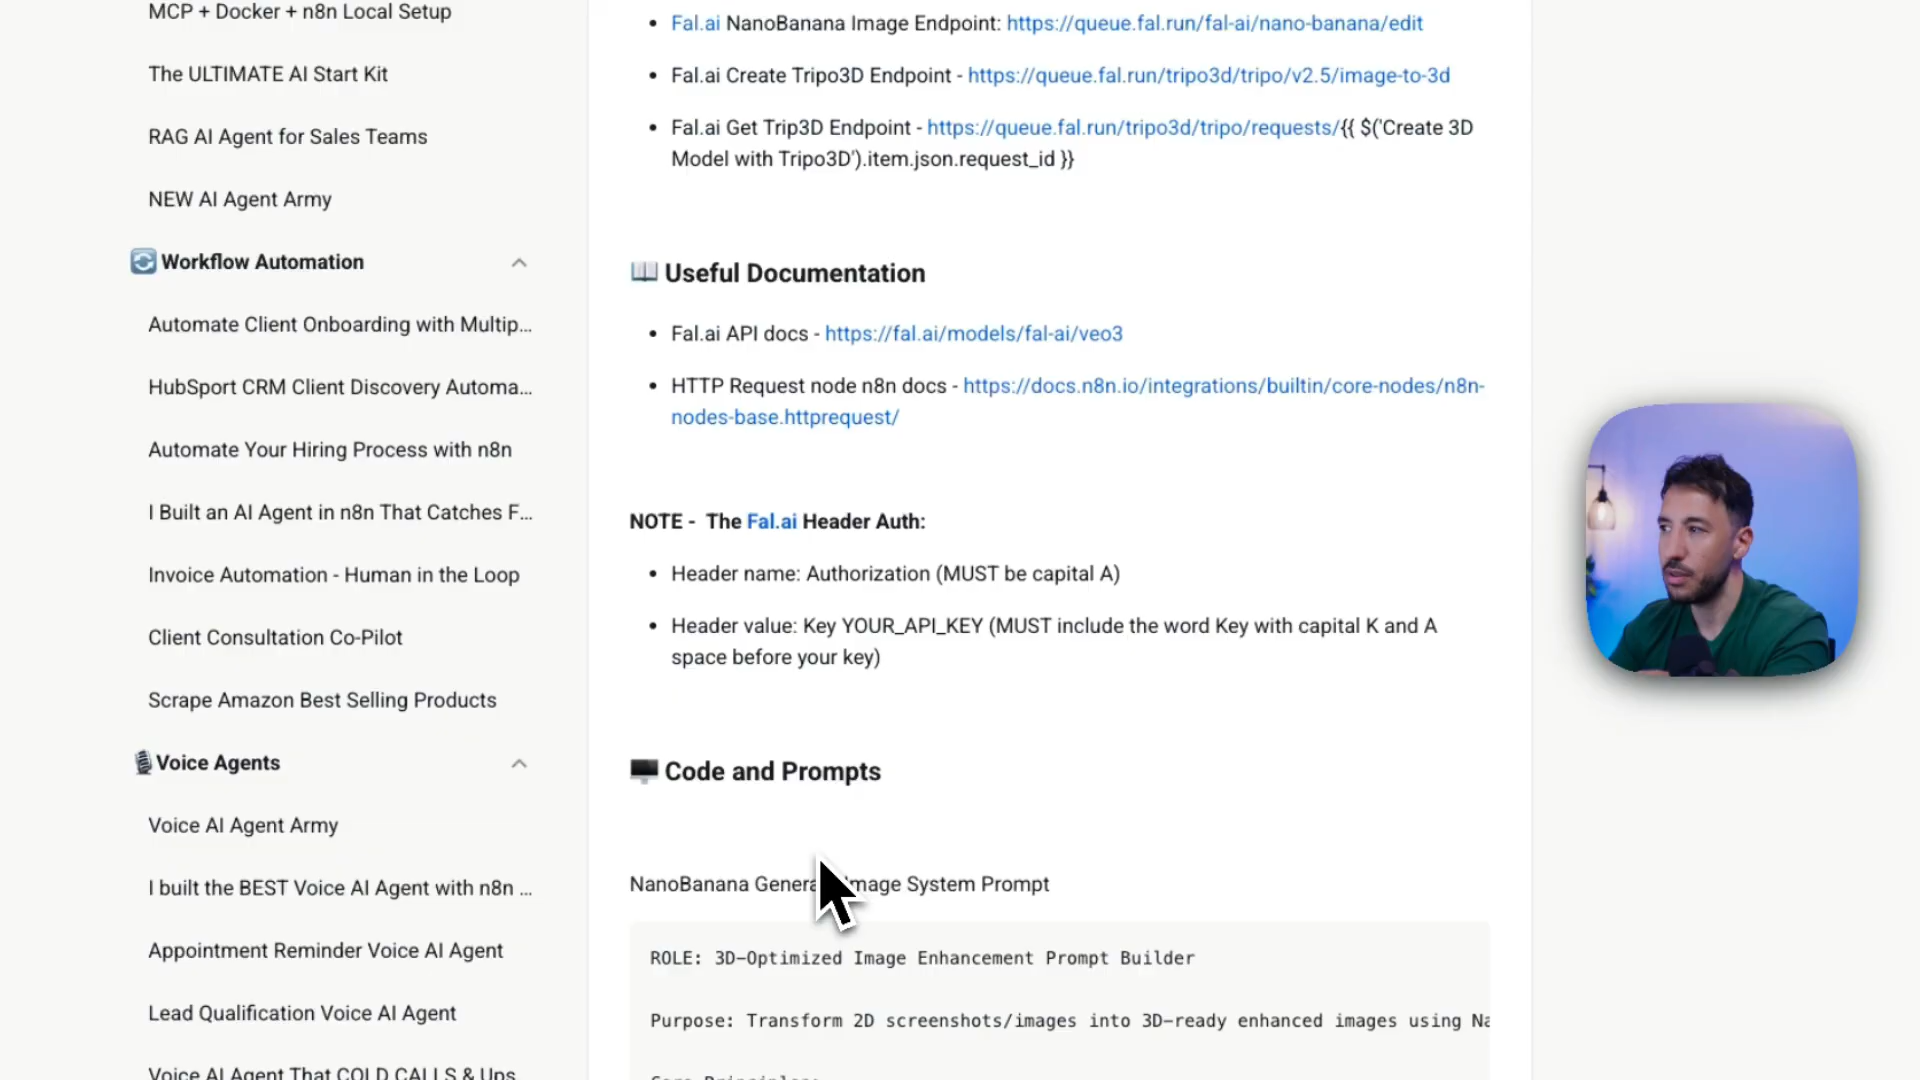 MCP + Docker + n8n Local Setup
The ULTIMATE AI Start Kit
RAG AI Agent for Sales Teams
NEW AI Agent Army
Workflow Automation
Automate Client Onboarding with Multip...
HubSport CRM Client Discovery Automa...
Automate Your Hiring Process with n8n
I Built an AI Agent in n8n That Catches F...
Invoice Automation - Human in the Loop
Client Consultation Co-Pilot
Scrape Amazon Best Selling Products
Voice Agents
Voice AI Agent Army
I built the BEST Voice AI Agent with n8n ...
Appointment Reminder Voice AI Agent
Lead Qualification Voice AI Agent
Voice AI Agent That COLD CALLS & Ups...
• Fal.ai NanoBanana Image Endpoint: https://queue.fal.run/fal-ai/nano-banana/edit
• Fal.ai Create Tripo3D Endpoint - https://queue.fal.run/tripo3d/tripo/v2.5/image-to-3d
• Fal.ai Get Trip3D Endpoint - https://queue.fal.run/tripo3d/tripo/requests/{{ $('Create 3D
Model with Tripo3D').item.json.request_id }}
Useful Documentation
• Fal.ai API docs - https://fal.ai/models/fal-ai/veo3
• HTTP Request node n8n docs - https://docs.n8n.io/integrations/builtin/core-nodes/n8n-
nodes-base.httprequest/
NOTE - The Fal.ai Header Auth:
• Header name: Authorization (MUST be capital A)
• Header value: Key YOUR_API_KEY (MUST include the word Key with capital K and A
space before your key)
Code and Prompts
NanoBanana Image System Prompt
ROLE: 3D-Optimized Image Enhancement Prompt Builder
Purpose: Transform 2D screenshots/images into 3D-ready enhanced images using Na